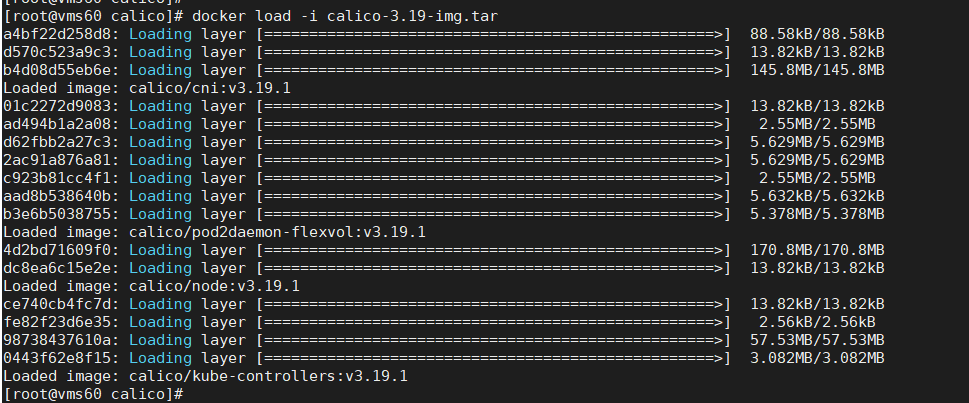 [root@vms60 calico]#
[root@vms60 calico]# docker load -i calico-3.19-img.tar
a4bf22d258d8: Loading layer [==================================================>]  88.58kB/88.58kB
d570c523a9c3: Loading layer [==================================================>]  13.82kB/13.82kB
b4d08d55eb6e: Loading layer [==================================================>]  145.8MB/145.8MB
Loaded image: calico/cni:v3.19.1
01c2272d9083: Loading layer [==================================================>]  13.82kB/13.82kB
ad494b1a2a08: Loading layer [==================================================>]   2.55MB/2.55MB
d62fbb2a27c3: Loading layer [==================================================>]  5.629MB/5.629MB
2ac91a876a81: Loading layer [==================================================>]  5.629MB/5.629MB
c923b81cc4f1: Loading layer [==================================================>]   2.55MB/2.55MB
aad8b538640b: Loading layer [==================================================>]  5.632kB/5.632kB
b3e6b5038755: Loading layer [==================================================>]  5.378MB/5.378MB
Loaded image: calico/pod2daemon-flexvol:v3.19.1
4d2bd71609f0: Loading layer [==================================================>]  170.8MB/170.8MB
dc8ea6c15e2e: Loading layer [==================================================>]  13.82kB/13.82kB
Loaded image: calico/node:v3.19.1
ce740cb4fc7d: Loading layer [==================================================>]  13.82kB/13.82kB
fe82f23d6e35: Loading layer [==================================================>]   2.56kB/2.56kB
98738437610a: Loading layer [==================================================>]  57.53MB/57.53MB
0443f62e8f15: Loading layer [==================================================>]  3.082MB/3.082MB
Loaded image: calico/kube-controllers:v3.19.1
[root@vms60 calico]#